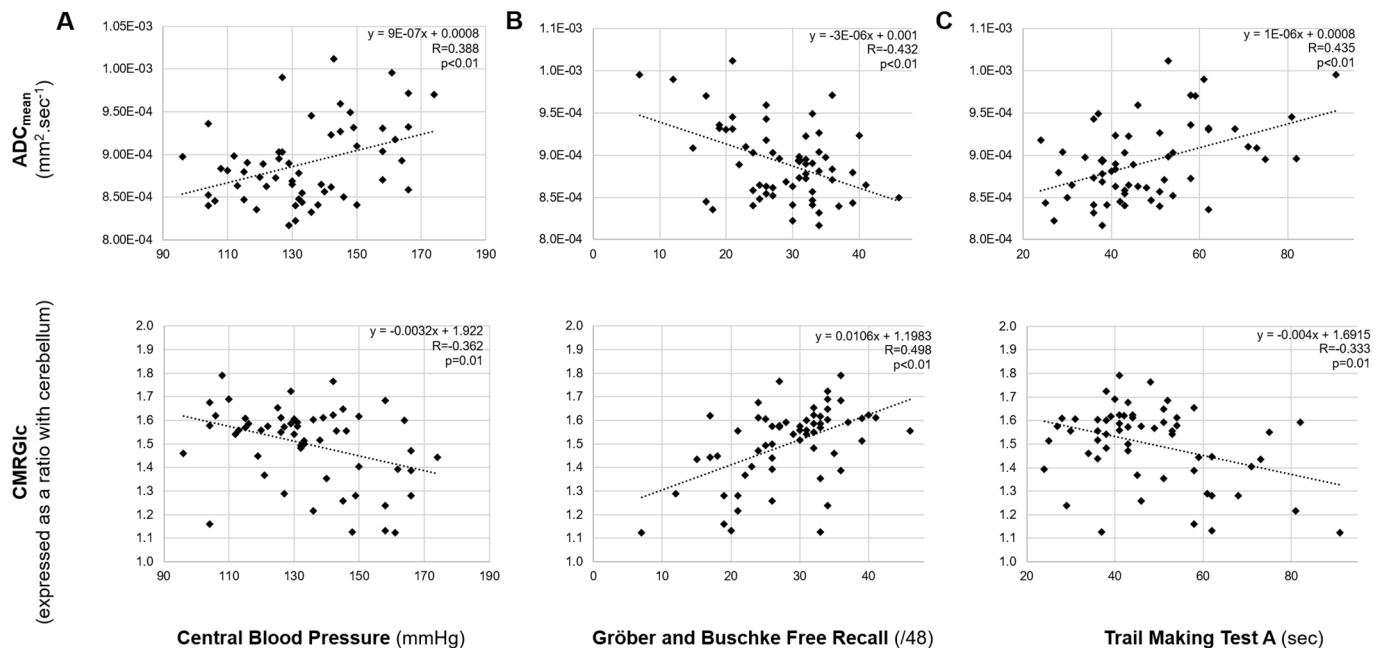 A
B
C
ADCmean
(mm².sec⁻¹)
1.05E-03
1.00E-03
9.50E-04
9.00E-04
8.50E-04
8.00E-04
y = 9E-07x + 0.0008
R=0.388
p<0.01
90 110 130 150 170 190
1.1E-03
1.0E-03
9.5E-04
9.0E-04
8.5E-04
8.0E-04
y = -3E-06x + 0.001
R=-0.432
p<0.01
0 10 20 30 40
1.1E-03
1.0E-03
9.5E-04
9.0E-04
8.5E-04
8.0E-04
y = 1E-06x + 0.0008
R=0.435
p<0.01
20 40 60 80
CMRGlc
(expressed as a ratio with cerebellum)
2.0
1.9
1.8
1.7
1.6
1.5
1.4
1.3
1.2
1.1
1.0
y = -0.0032x + 1.922
R=-0.362
p=0.01
90 110 130 150 170 190
2.0
1.9
1.8
1.7
1.6
1.5
1.4
1.3
1.2
1.1
1.0
y = 0.0106x + 1.1983
R=0.498
p<0.01
0 10 20 30 40
2.0
1.9
1.8
1.7
1.6
1.5
1.4
1.3
1.2
1.1
1.0
y = -0.004x + 1.6915
R=-0.333
p=0.01
20 40 60 80
Central Blood Pressure (mmHg)
Gröber and Buschke Free Recall (/48)
Trail Making Test A (sec)